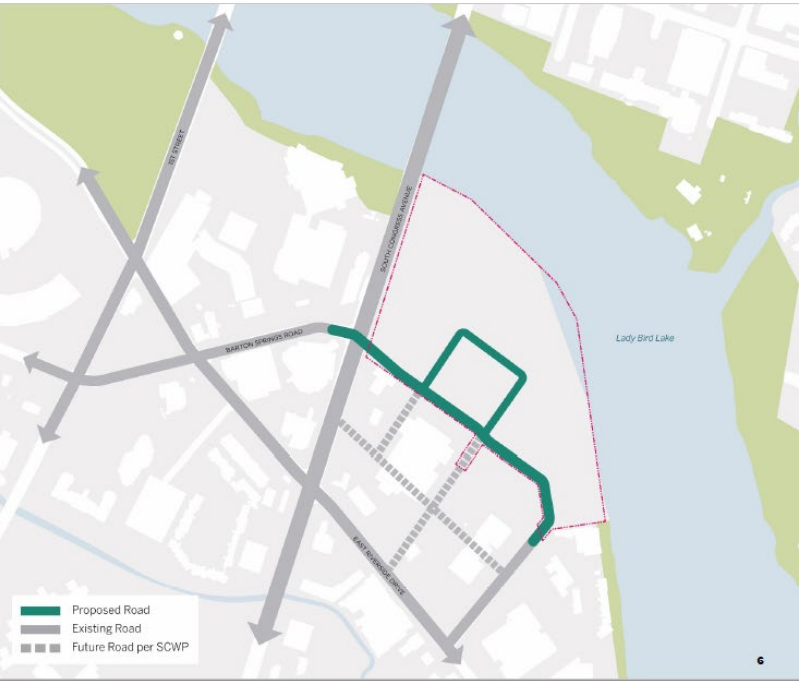 1ST STREET
SOUTH CONGRESS AVENUE
BARTON SPRINGS ROAD
Lady Bird Lake
EAST RIVERSIDE DRIVE
Proposed Road
Existing Road
Future Road per SCWP
6